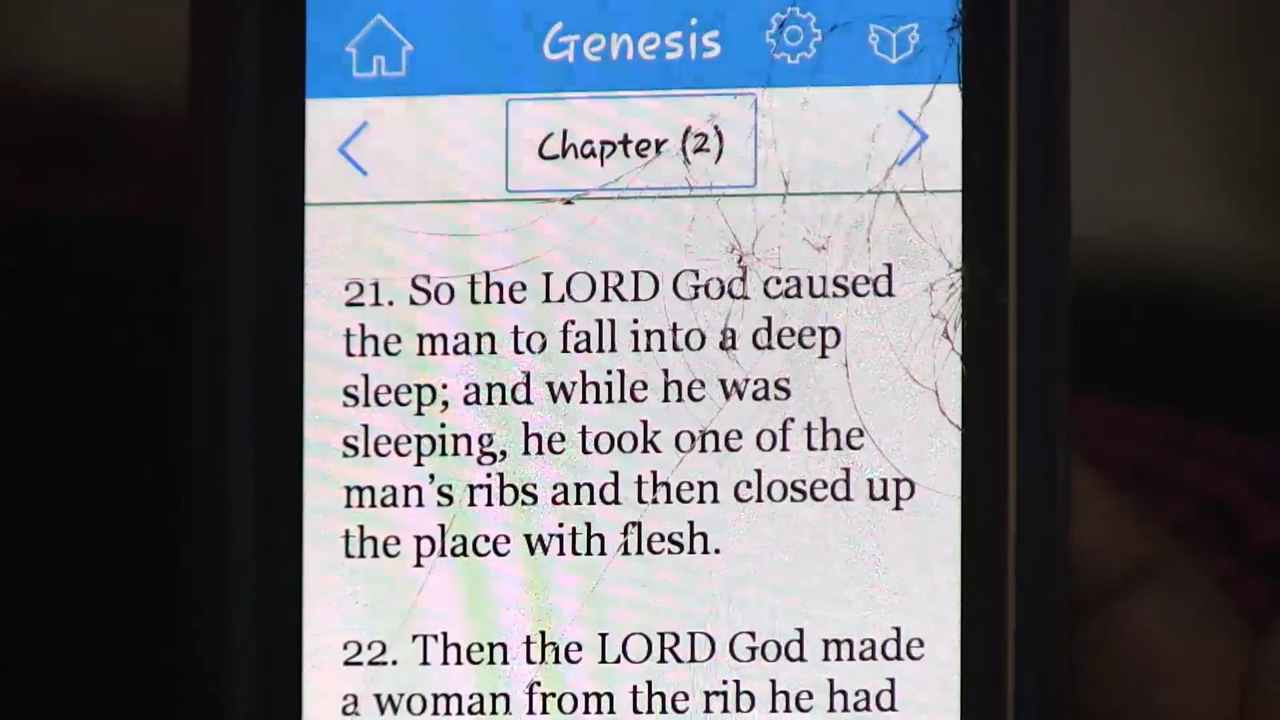 Genesis
Chapter (2)
21. So the LORD God caused
the man to fall into a deep
sleep; and while he was
sleeping, he took one of the
man’s ribs and then closed up
the place with flesh.
22. Then the LORD God made
a woman from the rib he had